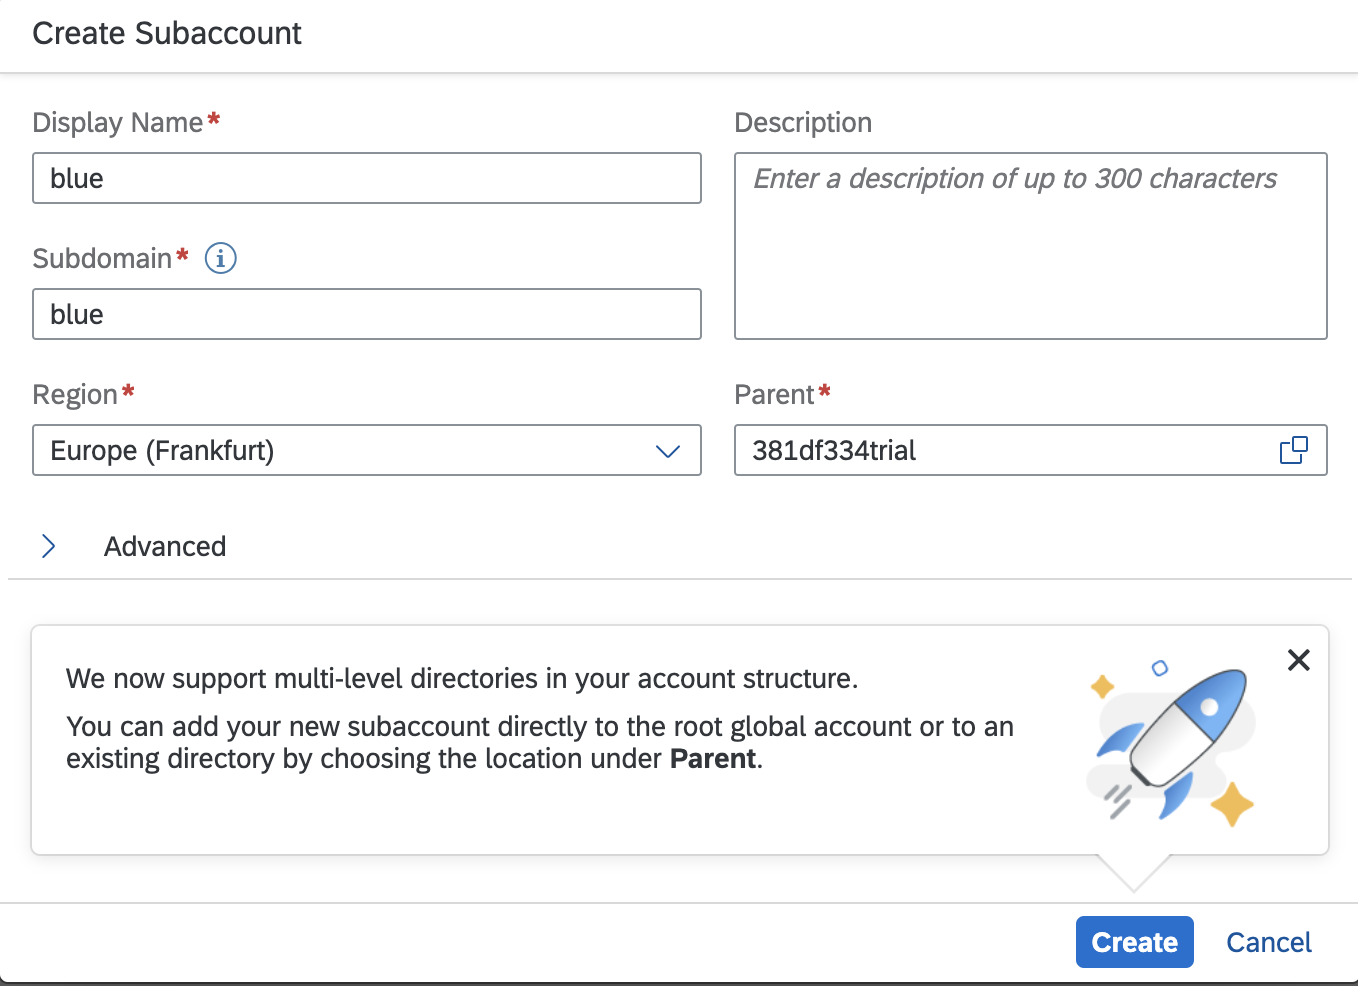 Create Subaccount
Display Name*
blue
Description
Enter a description of up to 300 characters
Subdomain*
blue
Region*
Europe (Frankfurt)
Parent*
381df334trial
Advanced
We now support multi-level directories in your account structure.
You can add your new subaccount directly to the root global account or to an
existing directory by choosing the location under Parent.
Create
Cancel